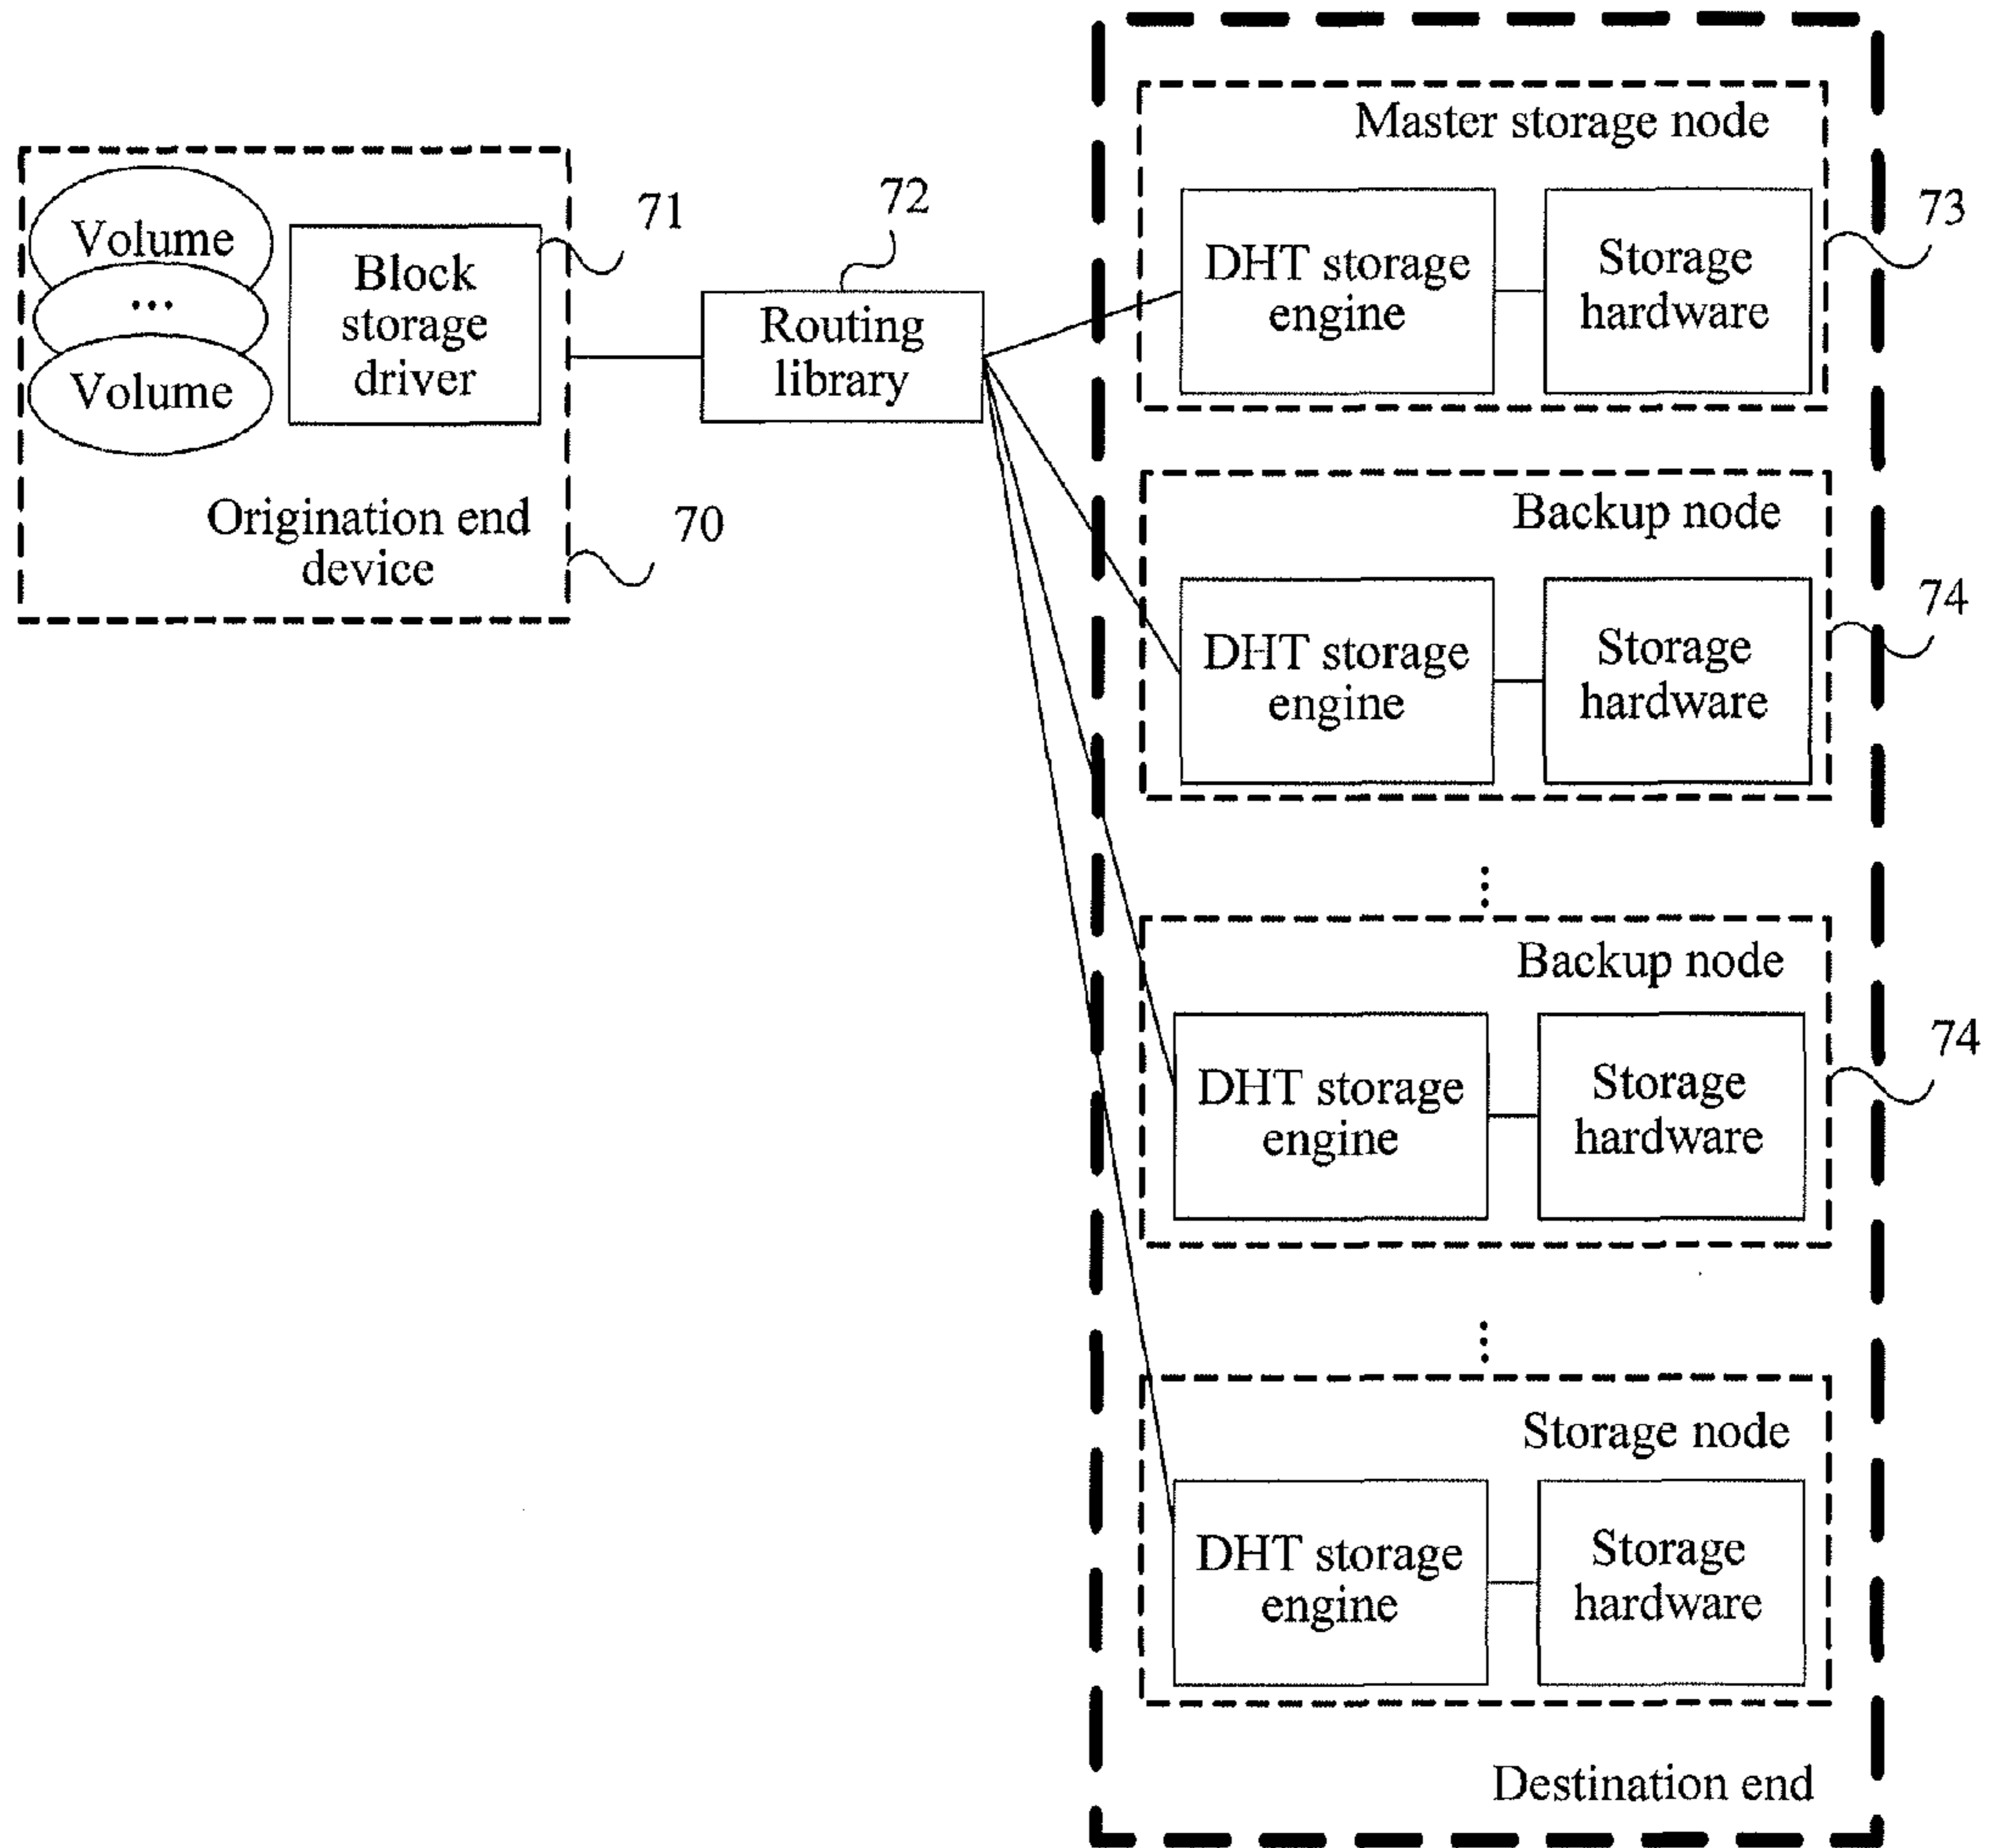 Volume
...
Volume
Block
storage
driver
Origination end
device
71
70
72
Routing
library
Master storage node
DHT storage
engine
Storage
hardware
73
Backup node
DHT storage
engine
Storage
hardware
74
Backup node
DHT storage
engine
Storage
hardware
74
Storage node
DHT storage
engine
Storage
hardware
Destination end